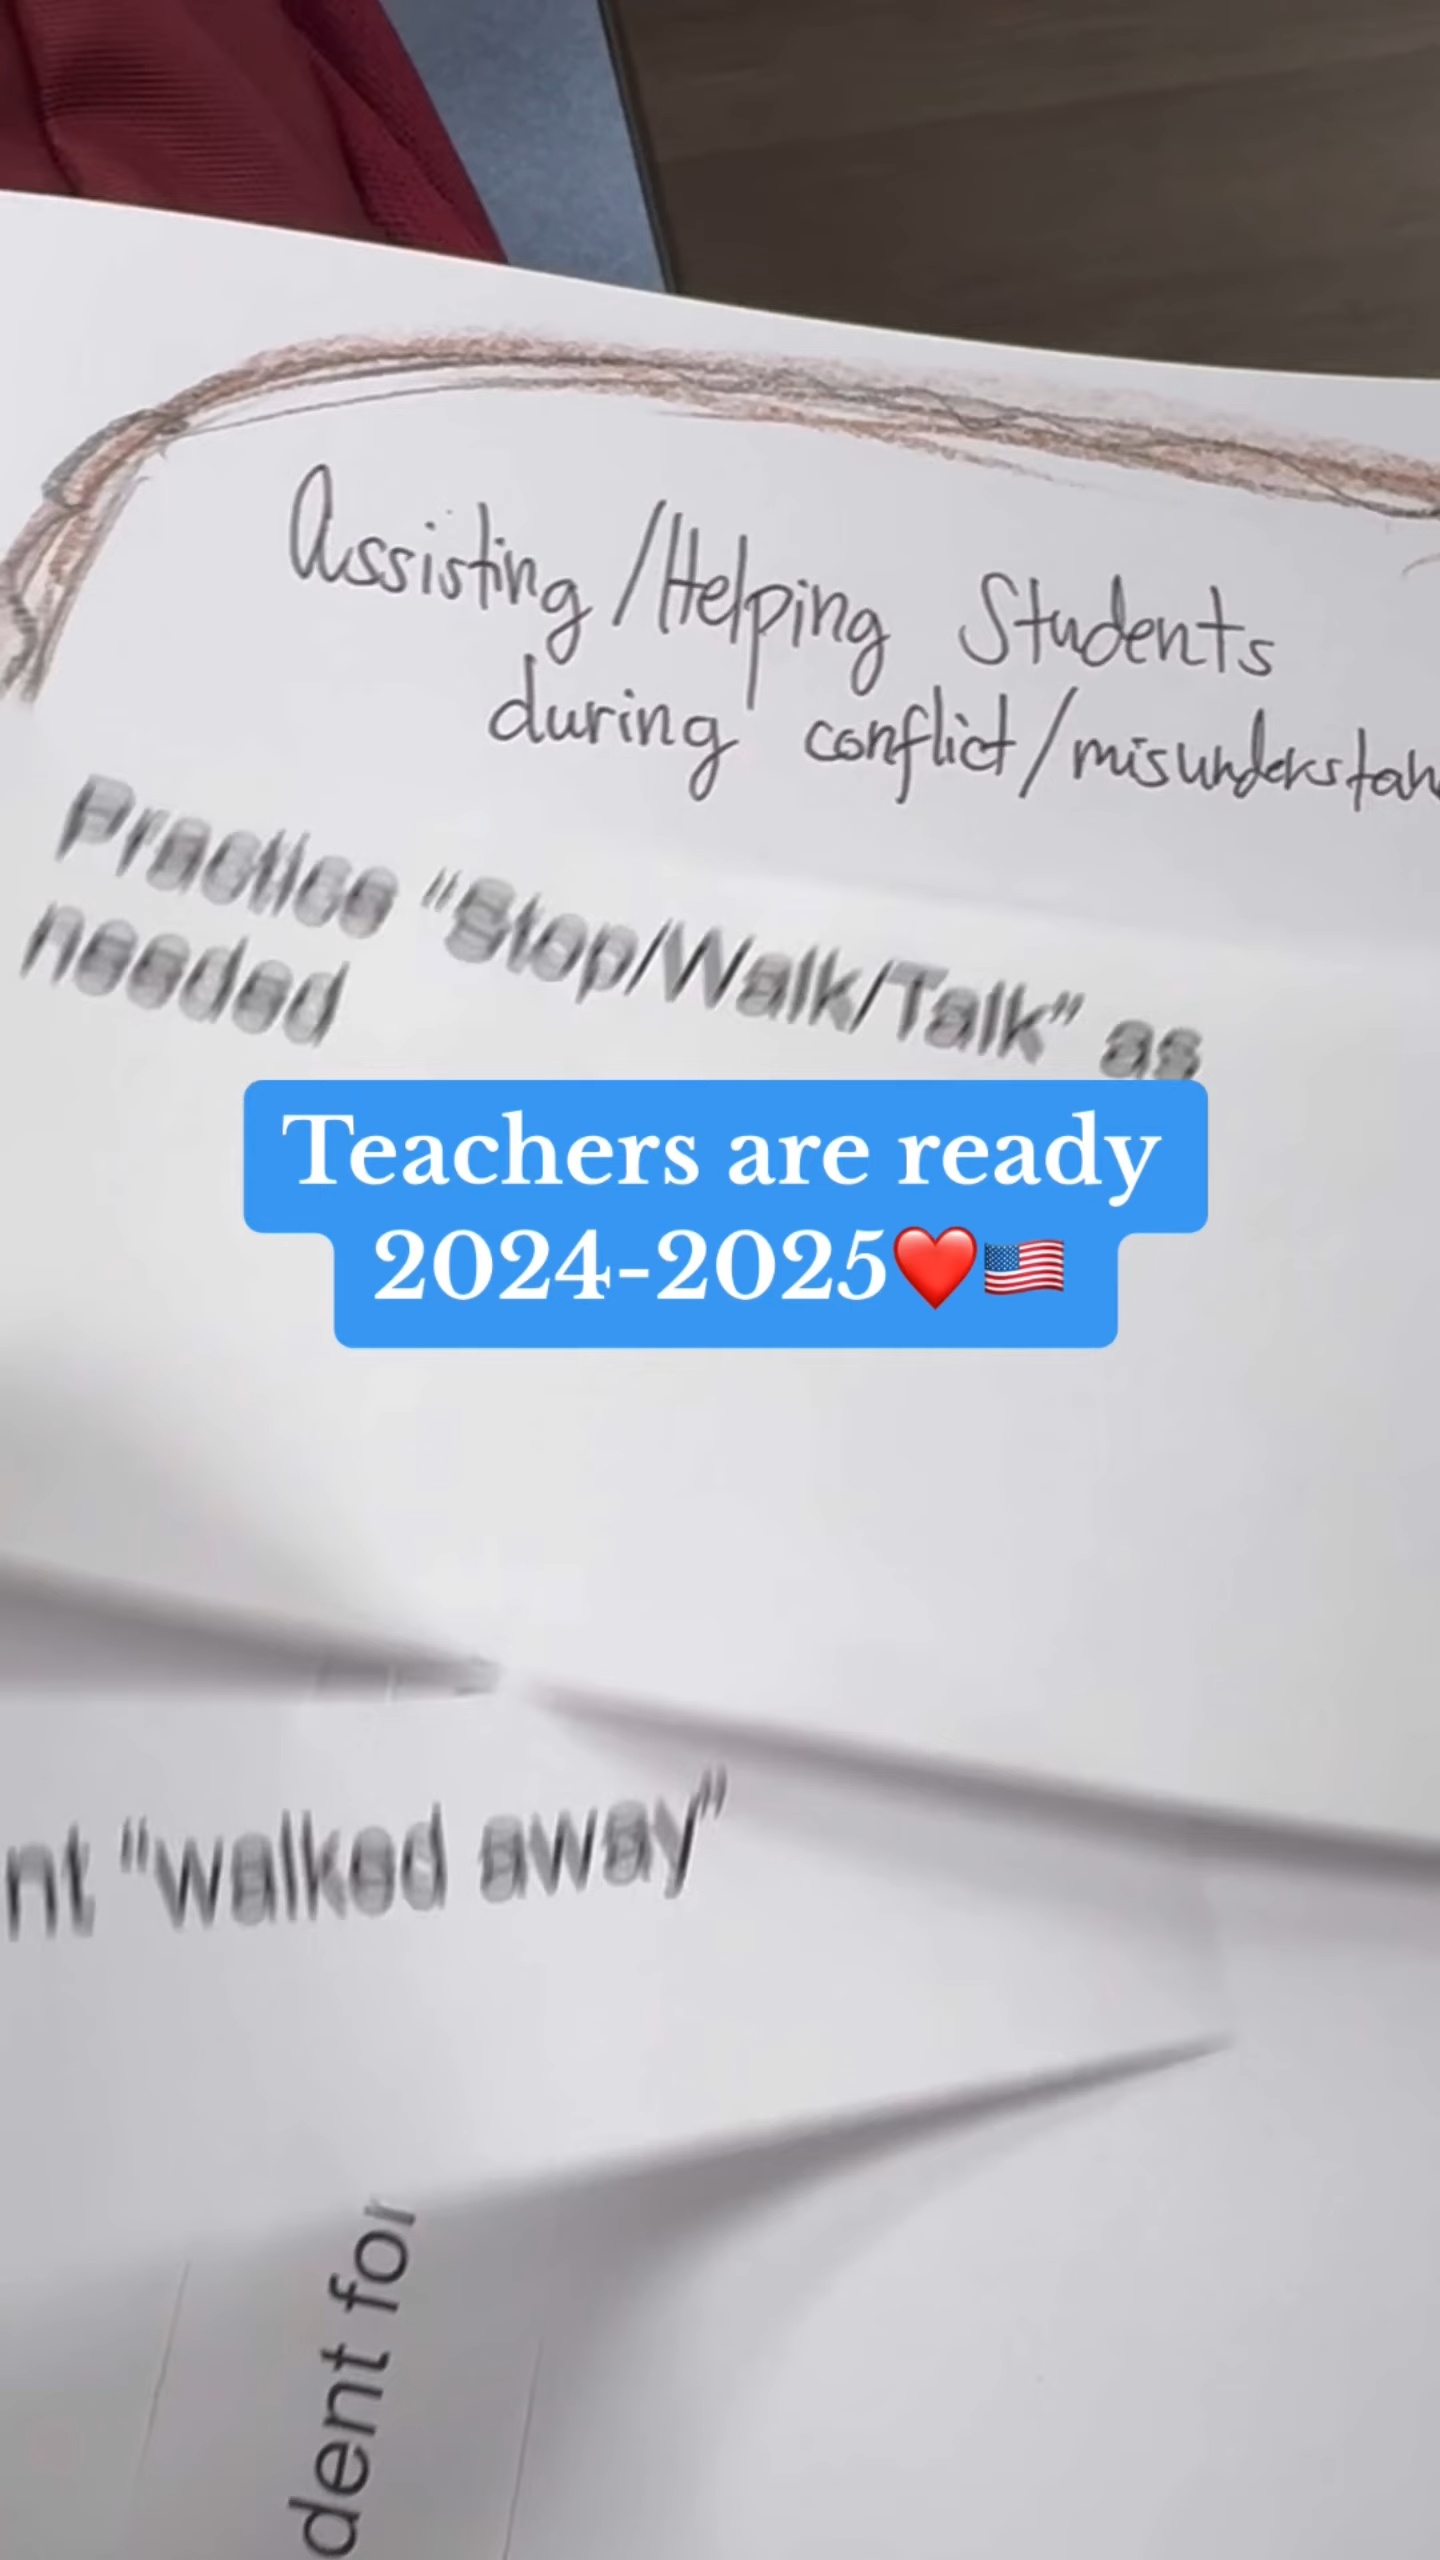 Assisting/Helping Students
during conflict/misunderstan
Practice "Stop/Walk/Talk" as
needed
Teachers are ready
2024-2025❤️🇺🇸
nt "walked away"
dent for